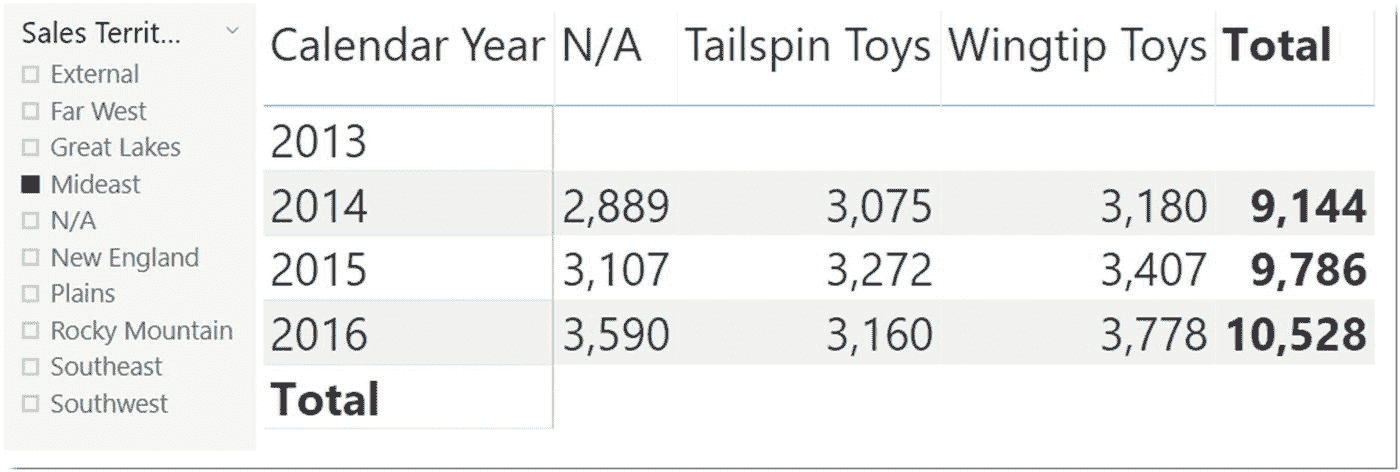 Sales Territ...
External
Far West
Great Lakes
Mideast
N/A
New England
Plains
Rocky Mountain
Southeast
Southwest
Calendar Year N/A Tailspin Toys Wingtip Toys Total
2013
2014 2,889 3,075 3,180 9,144
2015 3,107 3,272 3,407 9,786
2016 3,590 3,160 3,778 10,528
Total